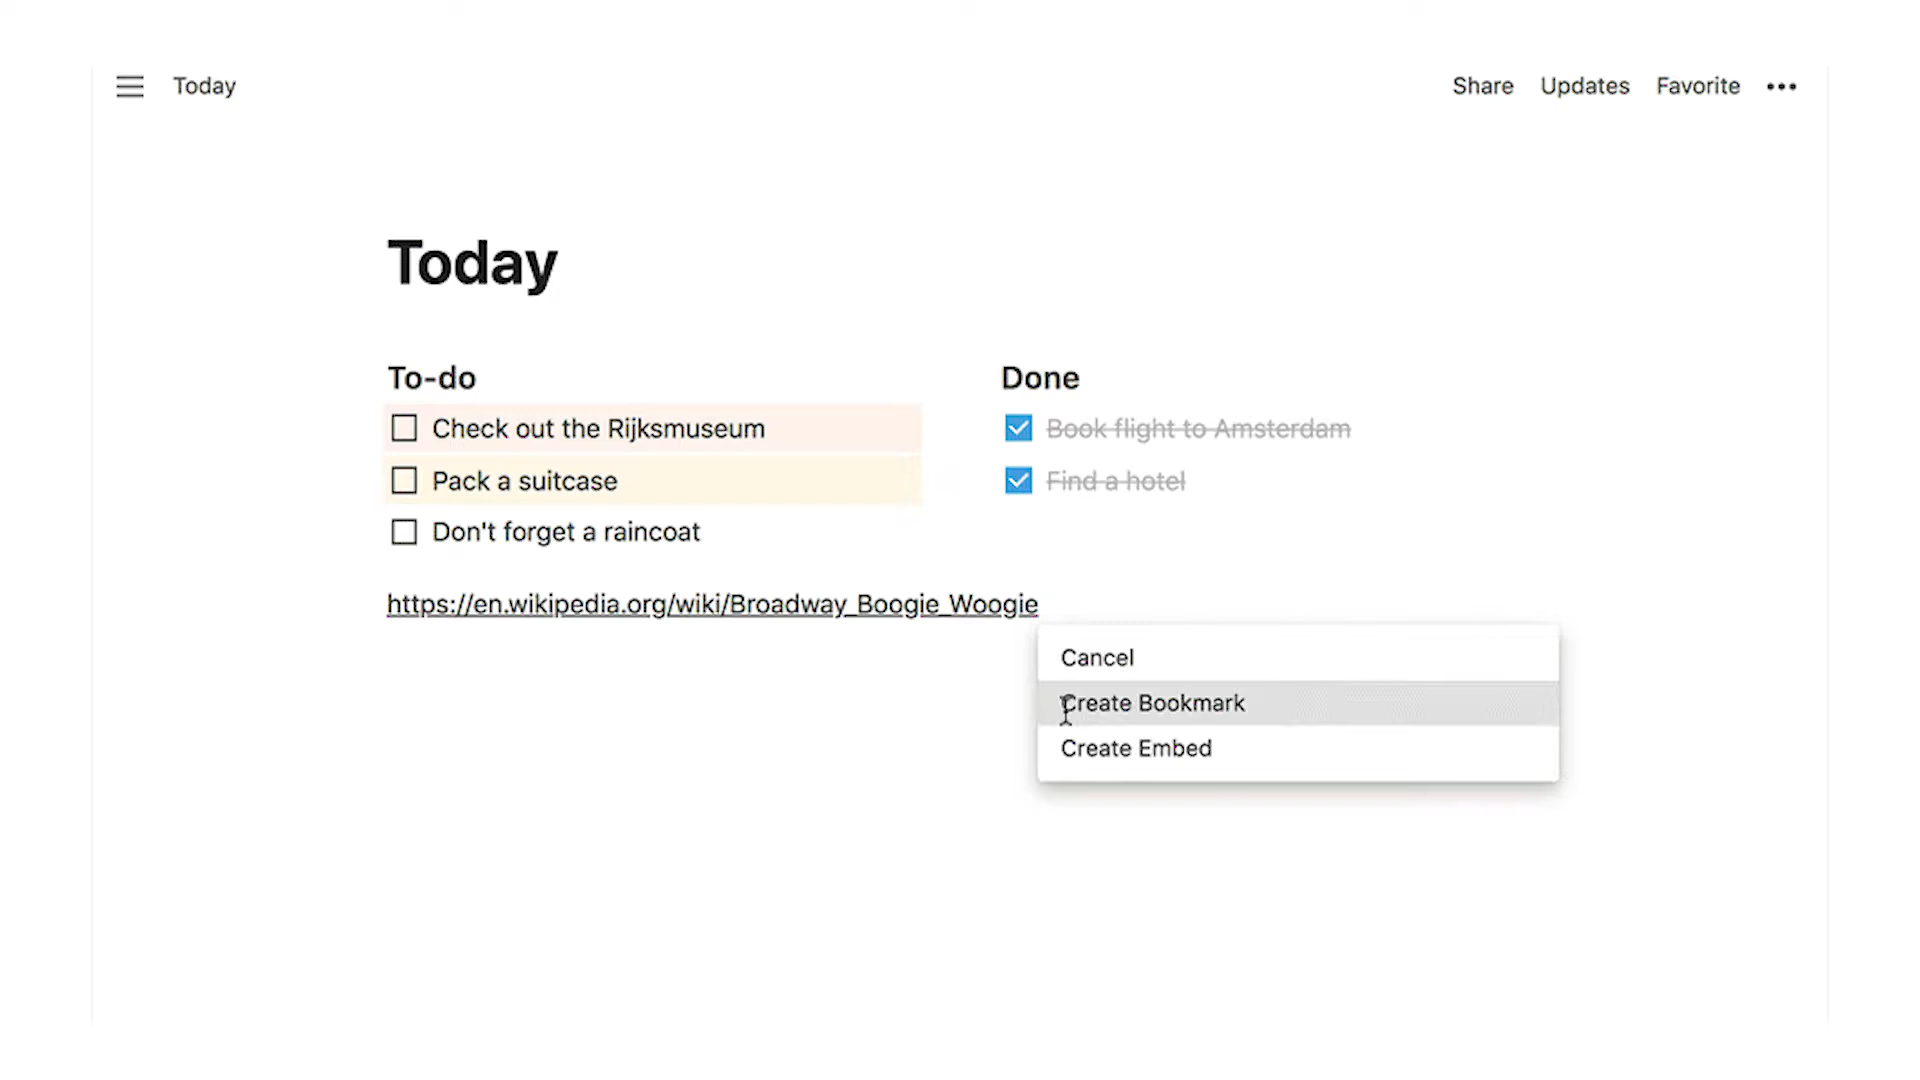 Today
Share Updates Favorite
Today
To-do
Check out the Rijksmuseum
Pack a suitcase
Don't forget a raincoat
Done
Book flight to Amsterdam
Find a hotel
https://en.wikipedia.org/wiki/Broadway_Boogie_Woogie
Cancel
Create Bookmark
Create Embed